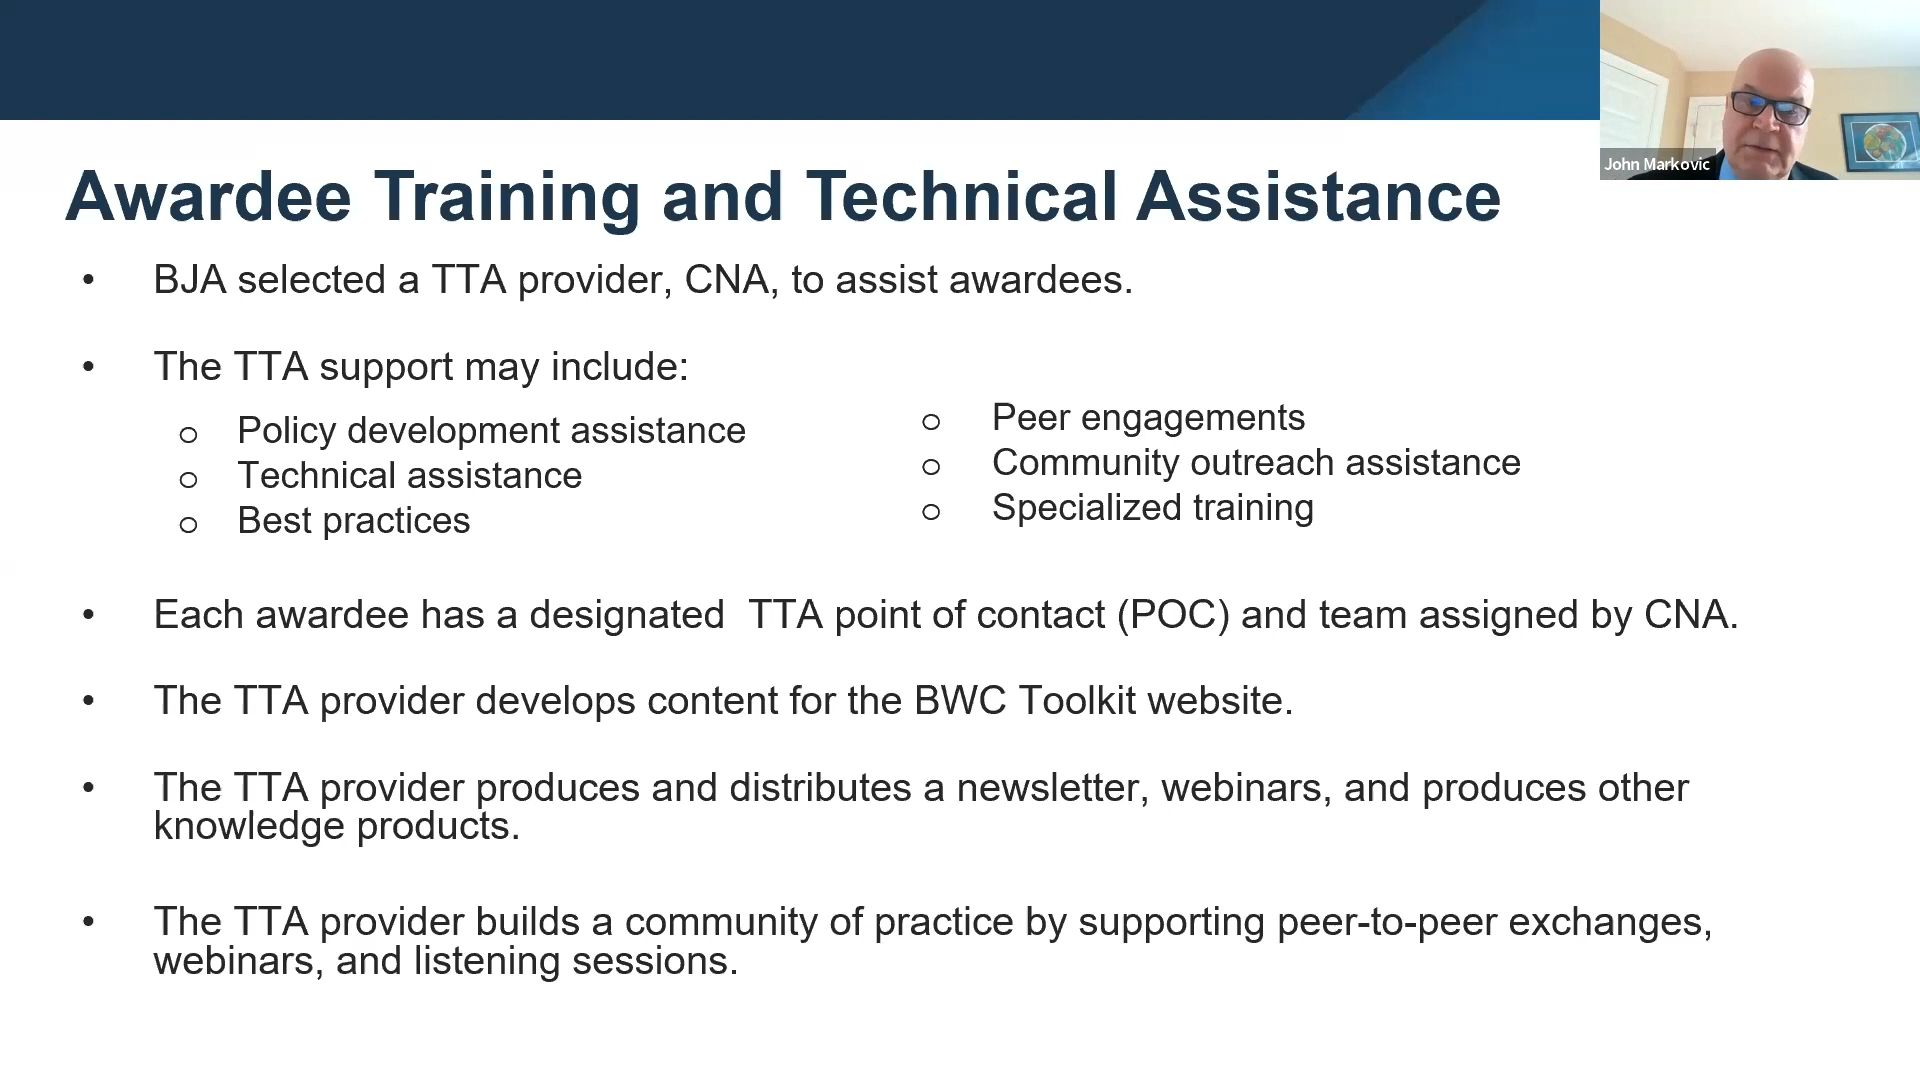 John Markovic
Awardee Training and Technical Assistance
• BJA selected a TTA provider, CNA, to assist awardees.
• The TTA support may include:
o Policy development assistance
o Technical assistance
o Best practices
o Peer engagements
o Community outreach assistance
o Specialized training
• Each awardee has a designated  TTA point of contact (POC) and team assigned by CNA.
• The TTA provider develops content for the BWC Toolkit website.
• The TTA provider produces and distributes a newsletter, webinars, and produces other
knowledge products.
• The TTA provider builds a community of practice by supporting peer-to-peer exchanges,
webinars, and listening sessions.